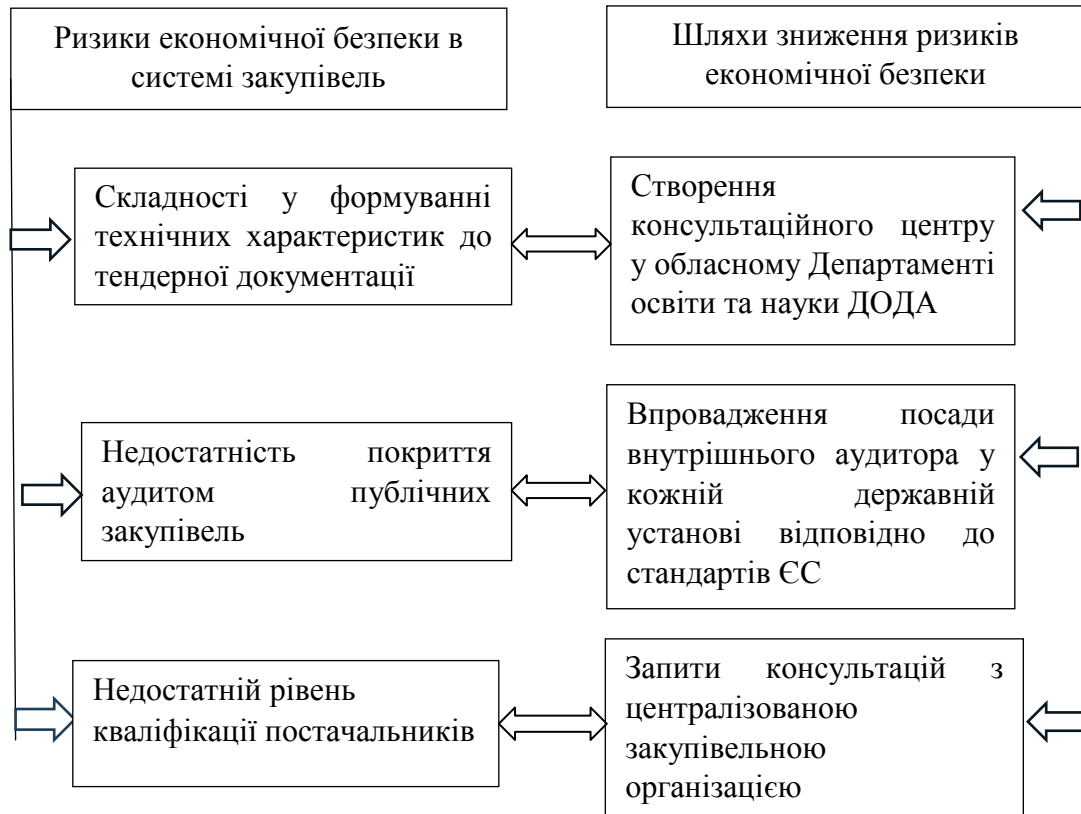 Ризики економічної безпеки в
системі закупівель
Шляхи зниження ризиків
економічної безпеки
Складності у формуванні
технічних характеристик до
тендерної документації
Створення
консультаційного центру
у обласному Департаменті
освіти та науки ДОДА
Недостатність покриття
аудитом публічних
закупівель
Впровадження посади
внутрішнього аудитора у
кожній державній
установі відповідно до
стандартів ЄС
Недостатній рівень
кваліфікації постачальників
Запити консультацій з
централізованою
закупівельною
організацією